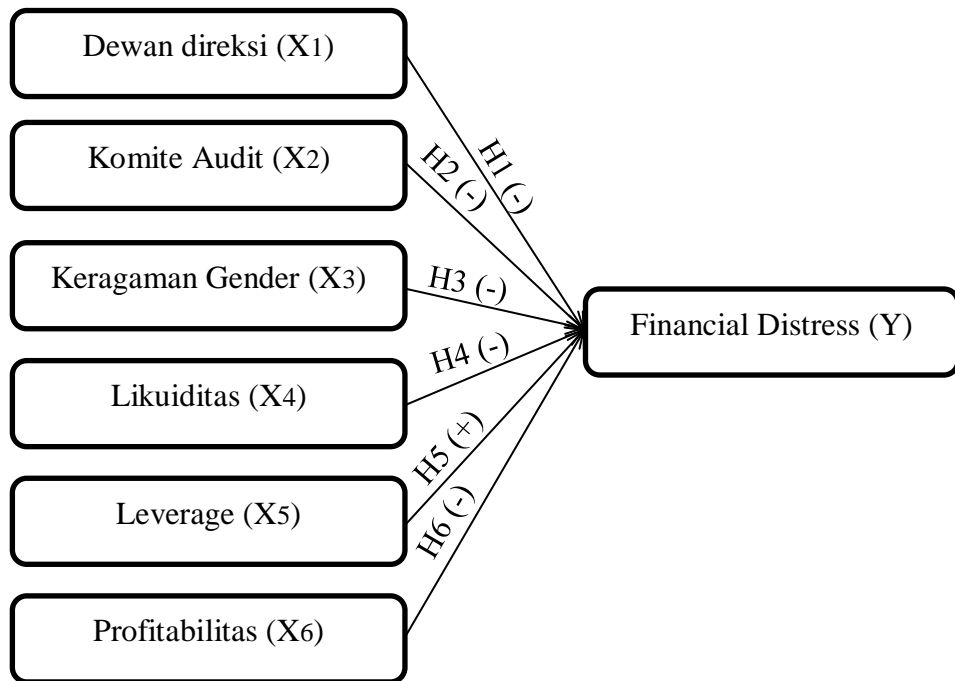 Dewan direksi (X1)
Komite Audit (X2)
Keragaman Gender (X3)
Likuiditas (X4)
Leverage (X5)
Profitabilitas (X6)
H1 (-)
H2 (-)
H3 (-)
H4 (-)
H5 (+)
H6 (-)
Financial Distress (Y)